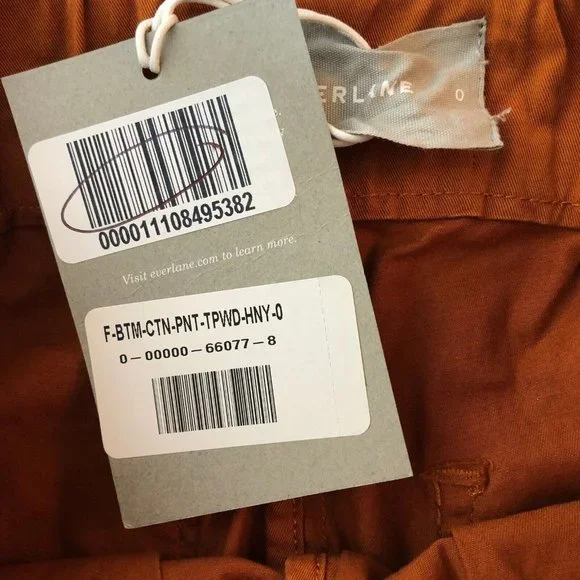 ERLANE 0
000011108495382
Visit everlane.com to learn more.
F-BTM-CTN-PNT-TPWD-HNY-0
0-00000-66077-8